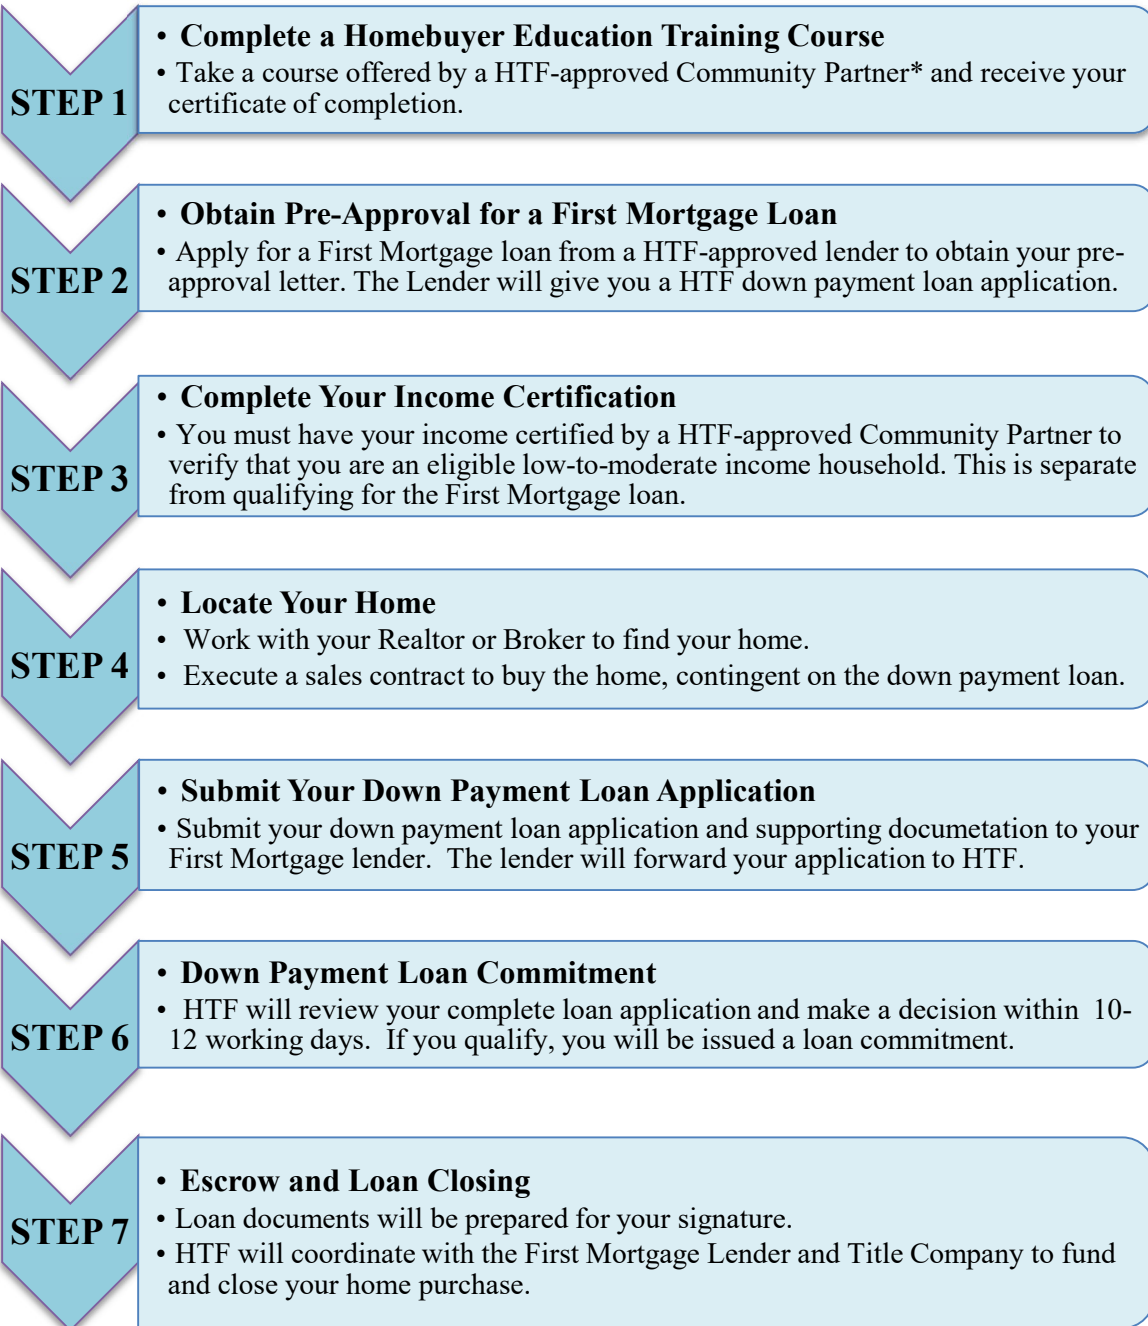 STEP 1
• Complete a Homebuyer Education Training Course
• Take a course offered by a HTF-approved Community Partner* and receive your
certificate of completion.
STEP 2
• Obtain Pre-Approval for a First Mortgage Loan
• Apply for a First Mortgage loan from a HTF-approved lender to obtain your pre-
approval letter. The Lender will give you a HTF down payment loan application.
STEP 3
• Complete Your Income Certification
• You must have your income certified by a HTF-approved Community Partner to
verify that you are an eligible low-to-moderate income household. This is separate
from qualifying for the First Mortgage loan.
STEP 4
• Locate Your Home
• Work with your Realtor or Broker to find your home.
• Execute a sales contract to buy the home, contingent on the down payment loan.
STEP 5
• Submit Your Down Payment Loan Application
• Submit your down payment loan application and supporting documetation to your
First Mortgage lender. The lender will forward your application to HTF.
STEP 6
• Down Payment Loan Commitment
• HTF will review your complete loan application and make a decision within 10-
12 working days. If you qualify, you will be issued a loan commitment.
STEP 7
• Escrow and Loan Closing
• Loan documents will be prepared for your signature.
• HTF will coordinate with the First Mortgage Lender and Title Company to fund
and close your home purchase.